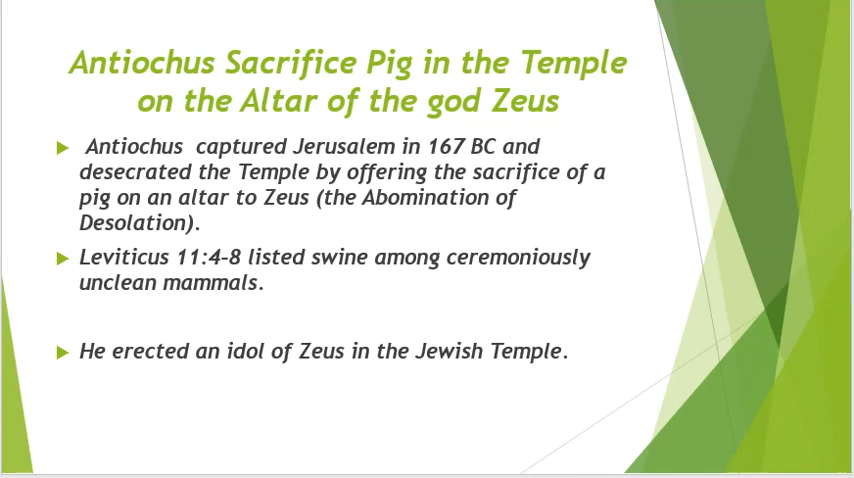 Antiochus Sacrifice Pig in the Temple
on the Altar of the god Zeus
Antiochus captured Jerusalem in 167 BC and
desecrated the Temple by offering the sacrifice of a
pig on an altar to Zeus (the Abomination of
Desolation).
Leviticus 11:4-8 listed swine among ceremoniously
unclean mammals.
He erected an idol of Zeus in the Jewish Temple.